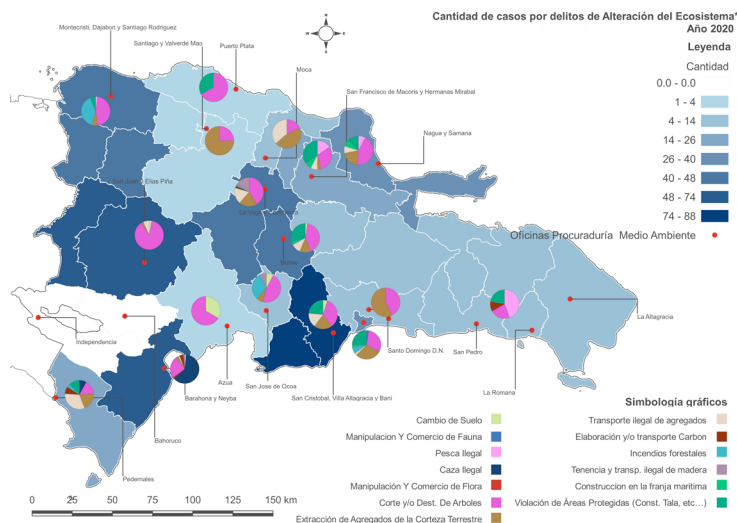 Cantidad de casos por delitos de Alteración del Ecosistema*
Año 2020
Leyenda
Cantidad
0.0 - 0.0
1 - 4
4 - 14
14 - 26
26 - 40
40 - 48
48 - 74
74 - 88
Oficinas Procuraduría Medio Ambiente
Montecristi, Dajabon y Santiago Rodriguez
Santiago y Valverde Mao
Puerto Plata
Moca
San Francisco de Macoris y Hermanas Mirabal
Nagua y Samana
San Juan y Elias Piña
La Vega
Bonao
Independencia
Azua
San Jose de Ocoa
San Cristobal, Villa Altagracia y Bani
Santo Domingo D.N.
San Pedro
La Romana
La Altagracia
Barahona y Neyba
Bahoruco
Pedernales
0 25 50 75 100 150 km
Simbología gráficos
Cambio de Suelo
Manipulacion Y Comercio de Fauna
Pesca Ilegal
Caza Ilegal
Manipulación Y Comercio de Flora
Corte y/o Dest. De Arboles
Extracción de Agregados de la Corteza Terrestre
Transporte ilegal de agregados
Elaboración y/o transporte Carbon
Incendios forestales
Tenencia y transp. ilegal de madera
Construccion en la franja maritima
Violación de Áreas Protegidas (Const. Tala, etc…)